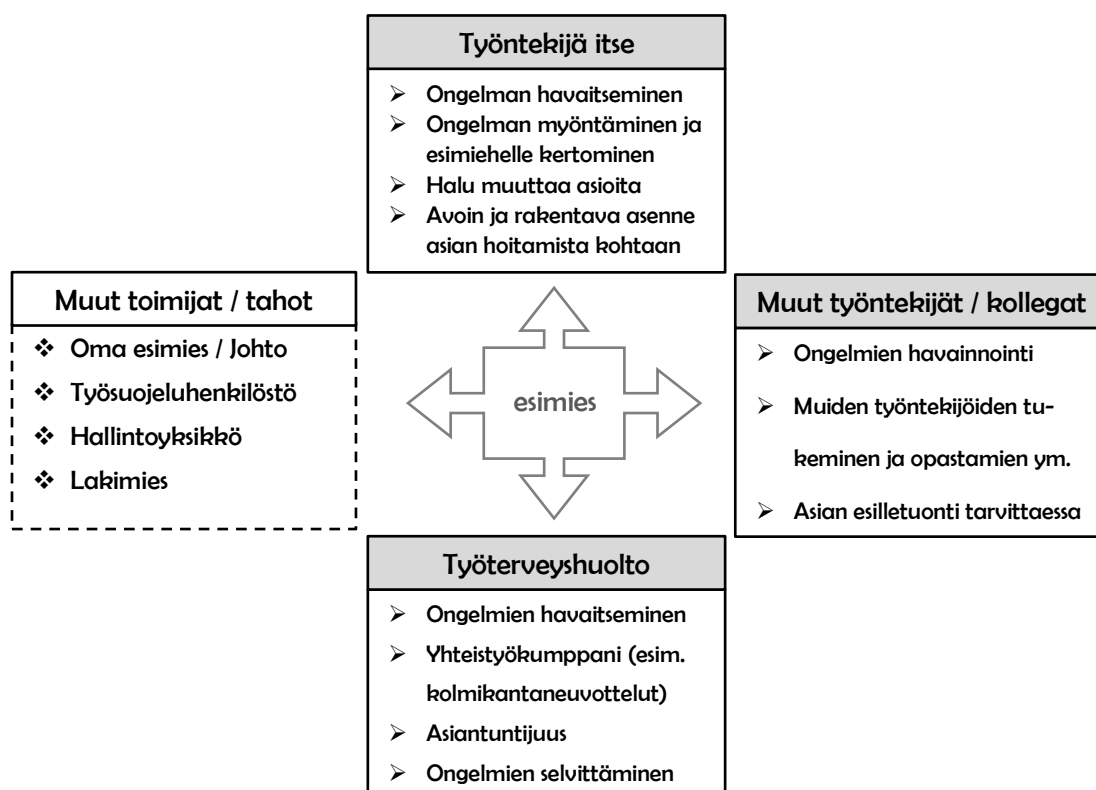 Työntekijä itse
Ongelman havaitseminen
Ongelman myöntäminen ja
esimiehelle kertominen
Halu muuttaa asioita
Avoin ja rakentava asenne
asian hoitamista kohtaan
Muut toimijat / tahot
Oma esimies / Johto
Työsuojeluhenkilöstö
Hallintoyksikkö
Lakimies
esimies
Muut työntekijät / kollegat
Ongelmien havainnointi
Muiden työntekijöiden tu-
keminen ja opastamien ym.
Asian esilletuonti tarvittaessa
Työterveyshuolto
Ongelmien havaitseminen
Yhteistyökumppani (esim.
kolmikantaneuvottelut)
Asiantuntijuus
Ongelmien selvittäminen